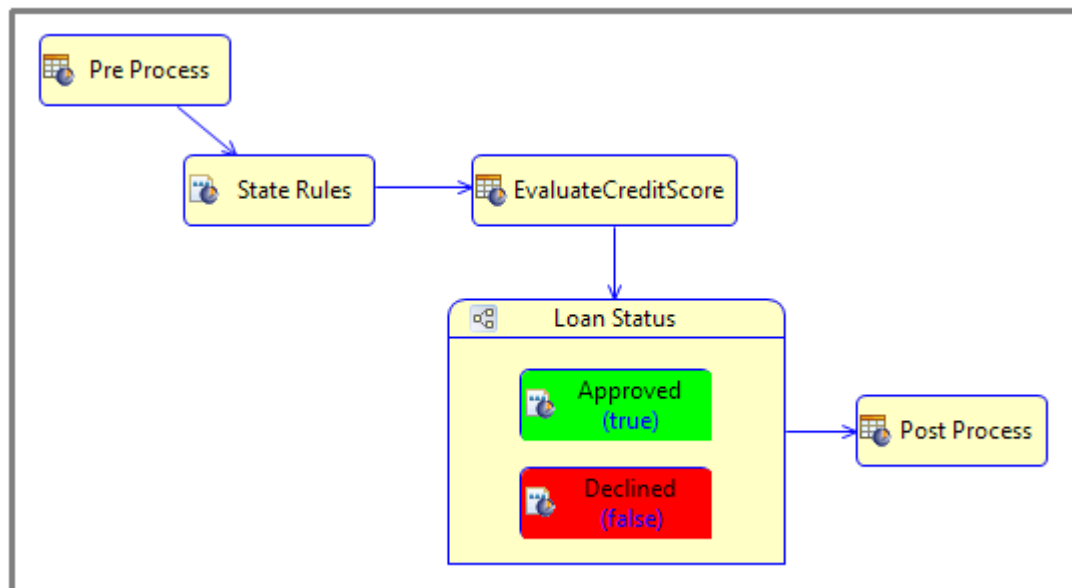 Pre Process
State Rules
EvaluateCreditScore
Loan Status
Approved
(true)
Declined
(false)
Post Process